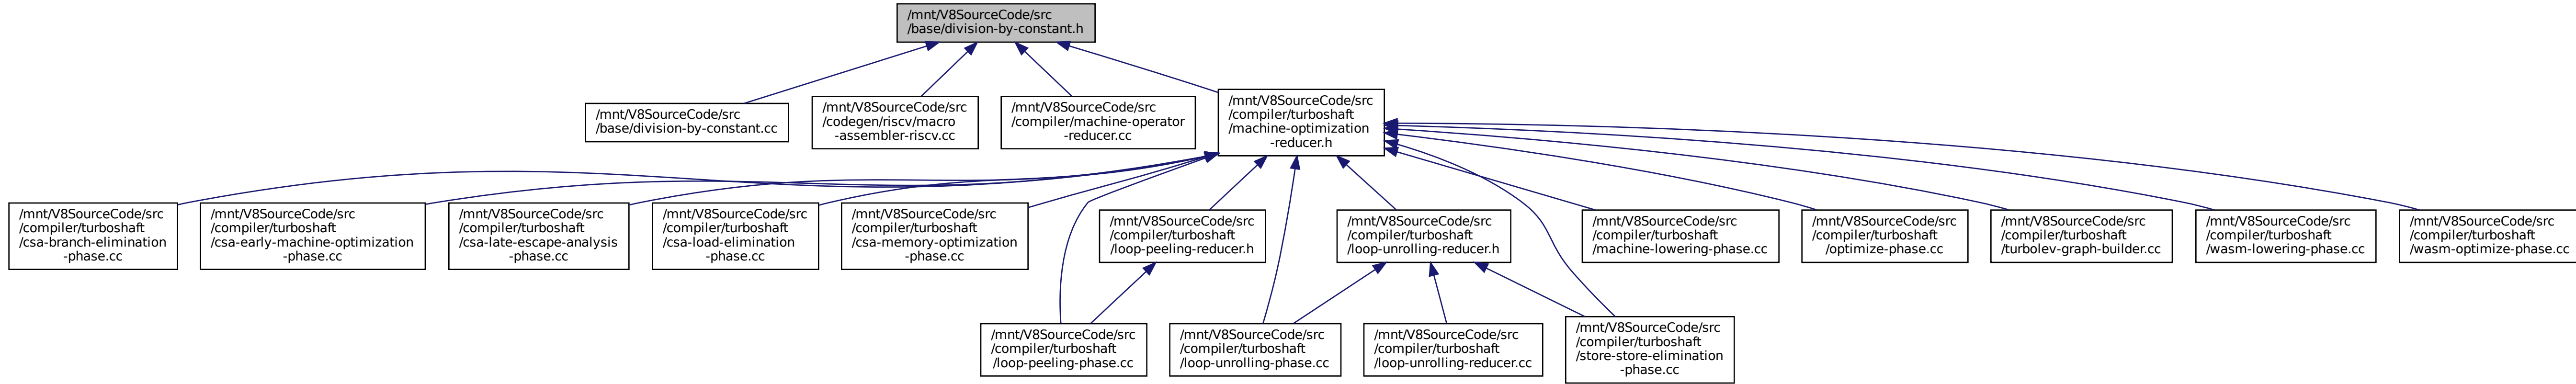 /mnt/V8SourceCode/src
/base/division-by-constant.h
/mnt/V8SourceCode/src
/base/division-by-constant.cc
/mnt/V8SourceCode/src
/codegen/riscv/macro
-assembler-riscv.cc
/mnt/V8SourceCode/src
/compiler/machine-operator
-reducer.cc
/mnt/V8SourceCode/src
/compiler/turboshaft
/machine-optimization
-reducer.h
/mnt/V8SourceCode/src
/compiler/turboshaft
/csa-branch-elimination
-phase.cc
/mnt/V8SourceCode/src
/compiler/turboshaft
/csa-early-machine-optimization
-phase.cc
/mnt/V8SourceCode/src
/compiler/turboshaft
/csa-late-escape-analysis
-phase.cc
/mnt/V8SourceCode/src
/compiler/turboshaft
/csa-load-elimination
-phase.cc
/mnt/V8SourceCode/src
/compiler/turboshaft
/csa-memory-optimization
-phase.cc
/mnt/V8SourceCode/src
/compiler/turboshaft
/loop-peeling-reducer.h
/mnt/V8SourceCode/src
/compiler/turboshaft
/loop-unrolling-reducer.h
/mnt/V8SourceCode/src
/compiler/turboshaft
/machine-lowering-phase.cc
/mnt/V8SourceCode/src
/compiler/turboshaft
/optimize-phase.cc
/mnt/V8SourceCode/src
/compiler/turboshaft
/turbolev-graph-builder.cc
/mnt/V8SourceCode/src
/compiler/turboshaft
/wasm-lowering-phase.cc
/mnt/V8SourceCode/src
/compiler/turboshaft
/wasm-optimize-phase.cc
/mnt/V8SourceCode/src
/compiler/turboshaft
/loop-peeling-phase.cc
/mnt/V8SourceCode/src
/compiler/turboshaft
/loop-unrolling-phase.cc
/mnt/V8SourceCode/src
/compiler/turboshaft
/loop-unrolling-reducer.cc
/mnt/V8SourceCode/src
/compiler/turboshaft
/store-store-elimination
-phase.cc